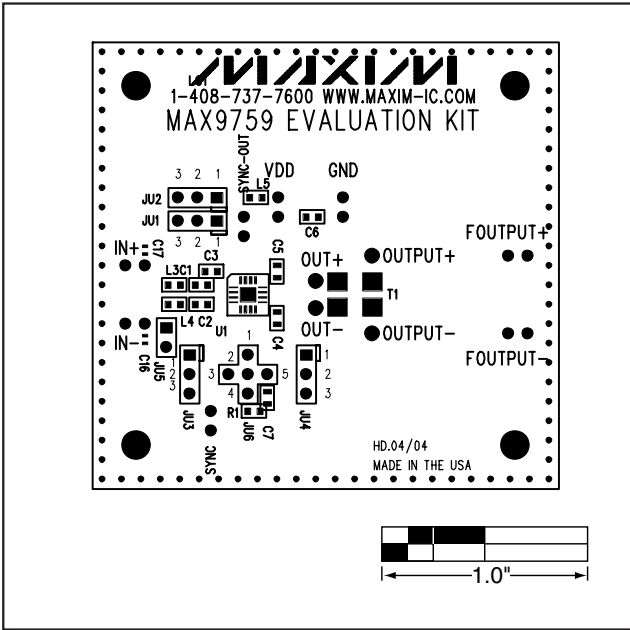 MAXIM
1-408-737-7600 WWW.MAXIM-IC.COM
MAX9759 EVALUATION KIT
SYNC-OUT
VDD
GND
L5
3 2 1
JU2
JU1
3 2 1
C6
IN+
C17
C3
C5
OUT+
OUTPUT+
FOUTPUT+
L3 C1
T1
L4 C2
U1
C4
OUT-
OUTPUT-
FOUTPUT-
IN-
C16
JU5
1
2
3
JU3
1
2
3
4
5
R1
JU6
C7
1
2
3
JU4
SYNC
HD.04/04
MADE IN THE USA
1.0"